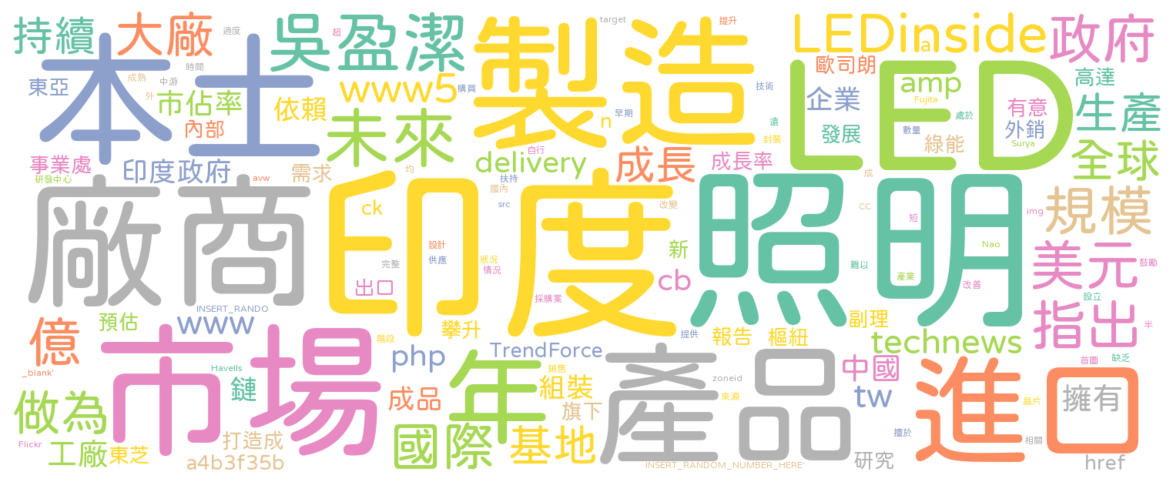 持續
大廠
過度
超
吳盈潔
製造
target
提升
LEDinside
al
政府
本土
成熟
時間
中游
外
東亞
市佔率
內部
依賴
www5
購買
未來
n
早期
技術
遠
封裝
歐司朗
企業
發展
amp
Fujita
數量
綠能
處於
LED
高達
有意
外銷
Surya
生產
全球
事業處
研發中心
印度政府
avw
需求
均
delivery
自行
扶持
國內
src
成長
成長率
改變
廠商
印度
ck
設計
供應
完整
狀況
情況
出口
採購案
新
cb
照明
成
CC
短
難以
產業
Nao
改善
img
規模
美元
鼓勵
設立
指出
半
INSERT_RANDO
www
預估
億
_blank'
攀升
階段
提供
報告
樞紐
副理
technews
首圖
缺乏
市場
Havells
鏈
php
TrendForce
年
銷售
組裝
旗下
產品
zoneid
來源
中國
tw
進口
晶片
相關
擅於
擁有
做為
Flickr
工廠
東芝
打造成
a4b3f35b
成品
國際
基地
INSERT_RANDOM_NUMBER_HERE'
研究
href